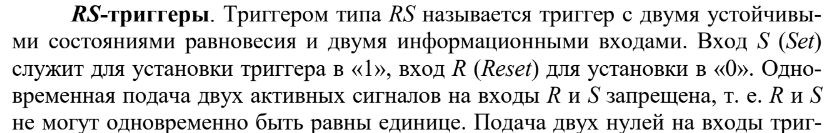 RS-триггеры. Триггером типа RS называется триггер с двумя устойчивы-
ми состояниями равновесия и двумя информационными входами. Вход S (Set)
служит для установки триггера в «1», вход R (Reset) для установки в «0». Одно-
временная подача двух активных сигналов на входы R и S запрещена, т. е. R и S
не могут одновременно быть равны единице. Подача двух нулей на входы триг-